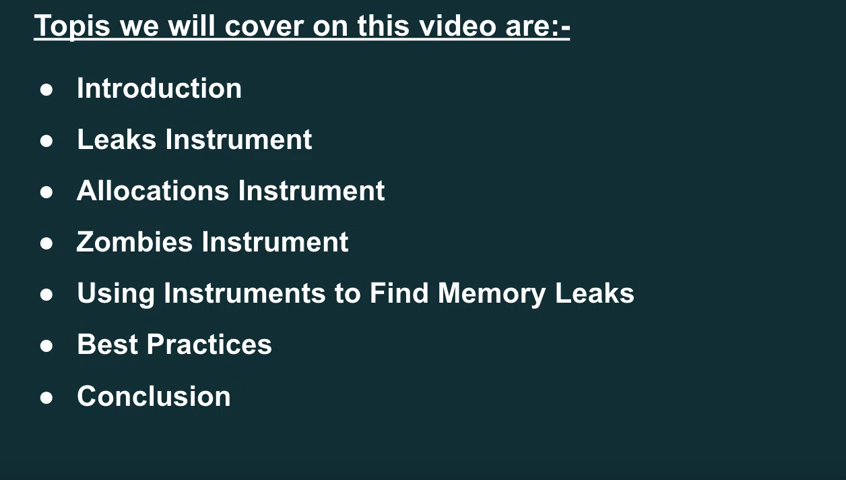 Topis we will cover on this video are:-
● Introduction
● Leaks Instrument
● Allocations Instrument
● Zombies Instrument
● Using Instruments to Find Memory Leaks
● Best Practices
● Conclusion